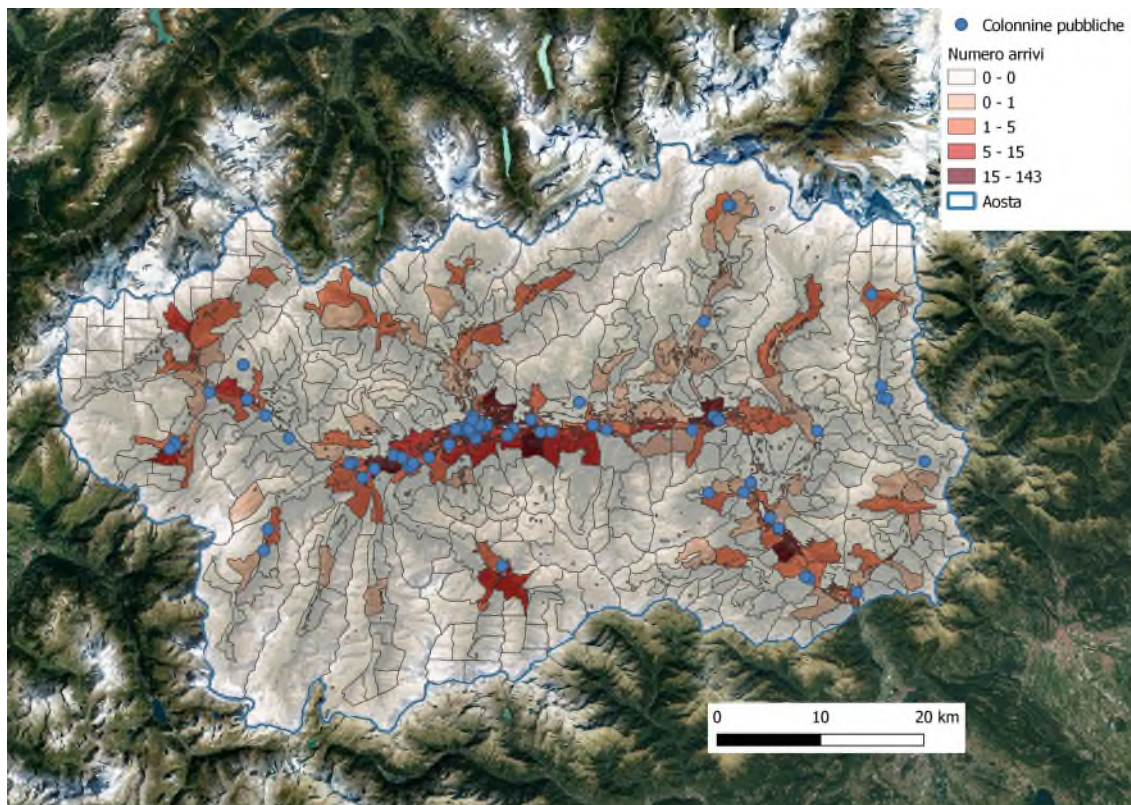 Colonnine pubbliche
Numero arrivi
0 - 0
0 - 1
1 - 5
5 - 15
15 - 143
Aosta
0 10 20 km